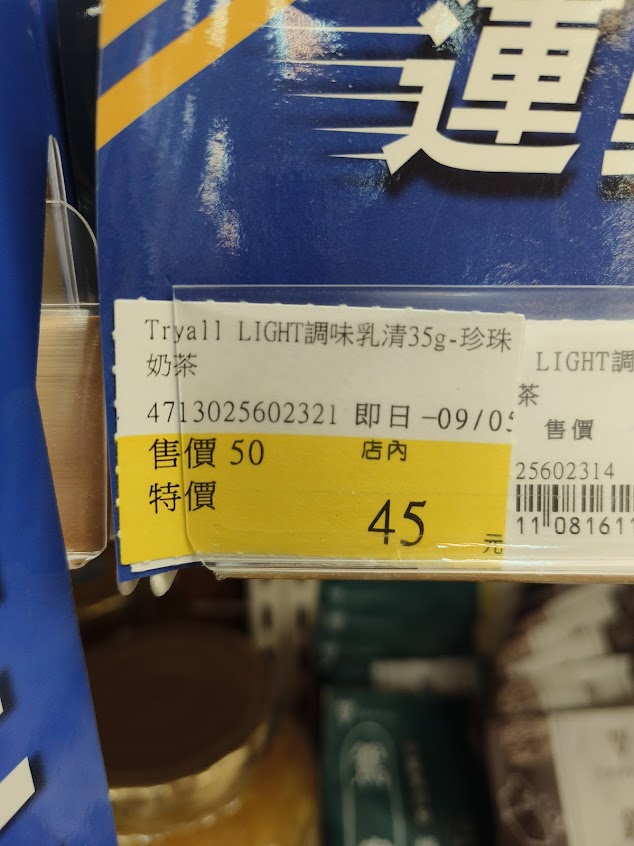 運
Tryall LIGHT調味乳清35g-珍珠
奶茶
4713025602321 即日-09/05
售價 50 店內
特價 45 元
LIGHT調
茶
售價
25602314
11 081611